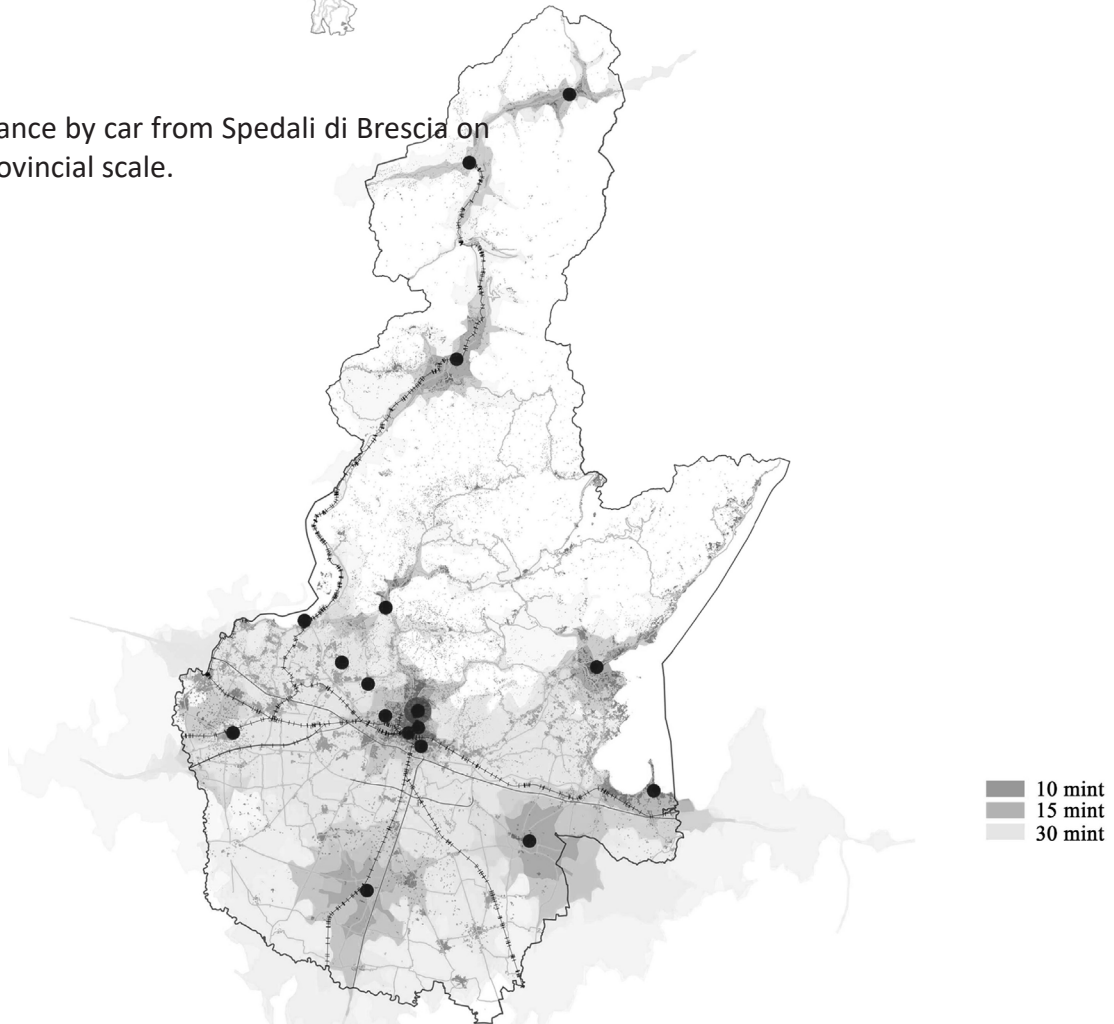 ance by car from Spedali di Brescia on
ovincial scale.
10 mint
15 mint
30 mint